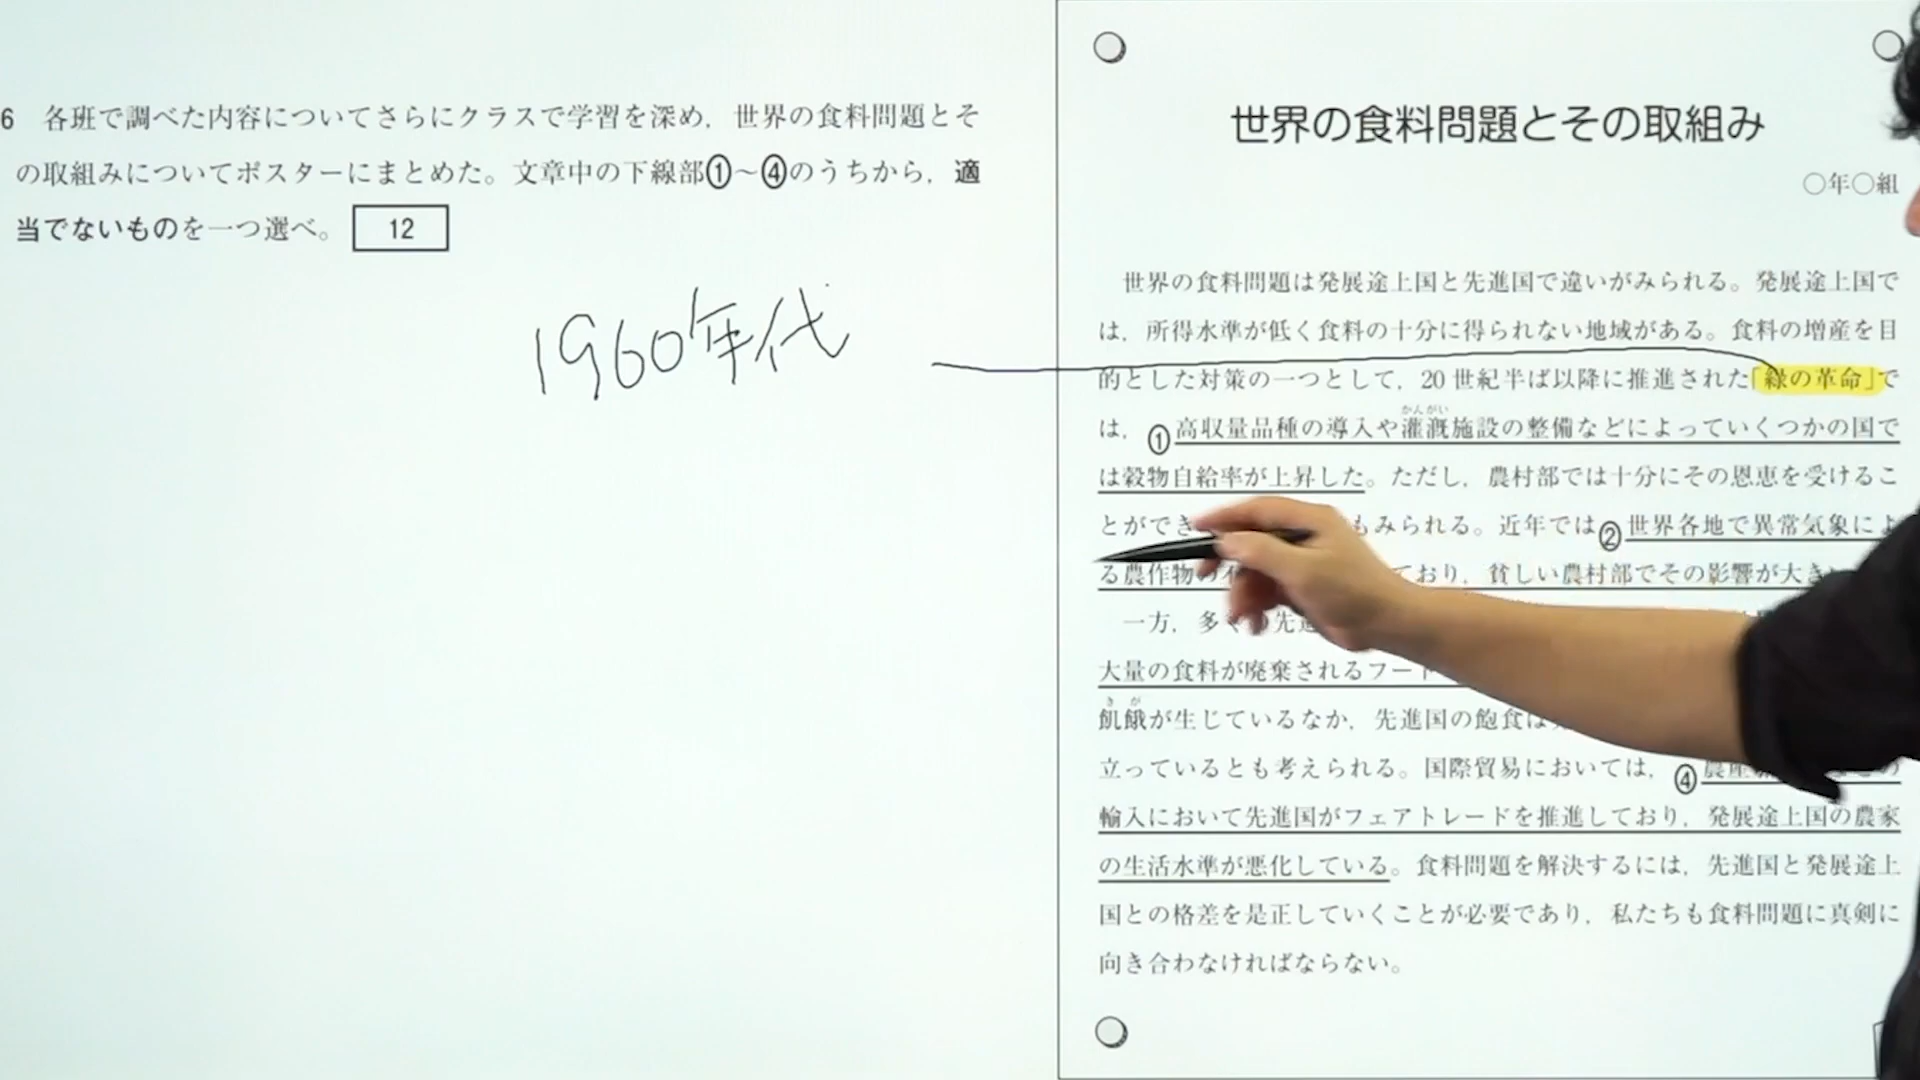 6 各班で調べた内容についてさらにクラスで学習を深め，世界の食料問題とそ
の取組みについてポスターにまとめた。文章中の下線部①～④のうちから，適
当でないものを一つ選べ。 12
1960年代
世界の食料問題とその取組み
○年○組
世界の食料問題は発展途上国と先進国で違いがみられる。発展途上国で
は，所得水準が低く食料の十分に得られない地域がある。食料の増産を目
的とした対策の一つとして，20世紀半ば以降に推進された「緑の革命」で
かんがい
は，①高収量品種の導入や灌漑施設の整備などによっていくつかの国で
は穀物自給率が上昇した。ただし，農村部では十分にその恩恵を受けるこ
とができ もみられる。近年では②世界各地で異常気象によ
る農作物の不 ており，貧しい農村部でその影響が大き
一方，多くの先進
大量の食料が廃棄されるフード
きが
飢餓が生じているなか，先進国の飽食は
立っているとも考えられる。国際貿易においては，④農産
輸入において先進国がフェアトレードを推進しており，発展途上国の農家
の生活水準が悪化している。食料問題を解決するには，先進国と発展途上
国との格差を是正していくことが必要であり，私たちも食料問題に真剣に
向き合わなければならない。